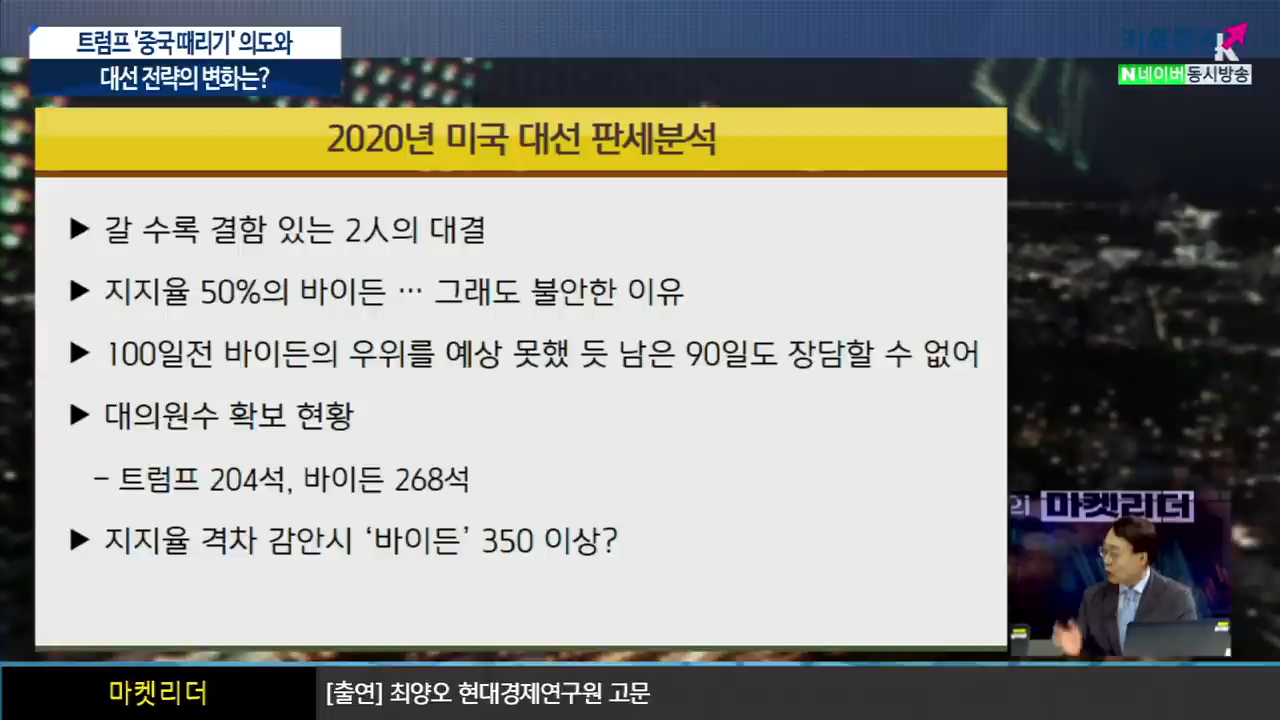 트럼프 '중국 때리기' 의도와
대선 전략의 변화는?
K
N 네이버 동시방송
2020년 미국 대선 판세분석
▶ 갈 수록 결함 있는 2人의 대결
▶ 지지율 50%의 바이든 … 그래도 불안한 이유
▶ 100일전 바이든의 우위를 예상 못했 듯 남은 90일도 장담할 수 없어
▶ 대의원수 확보 현황
- 트럼프 204석, 바이든 268석
▶ 지지율 격차 감안시 '바이든' 350 이상?
의 마켓리더
마켓리더
[출연] 최양오 현대경제연구원 고문